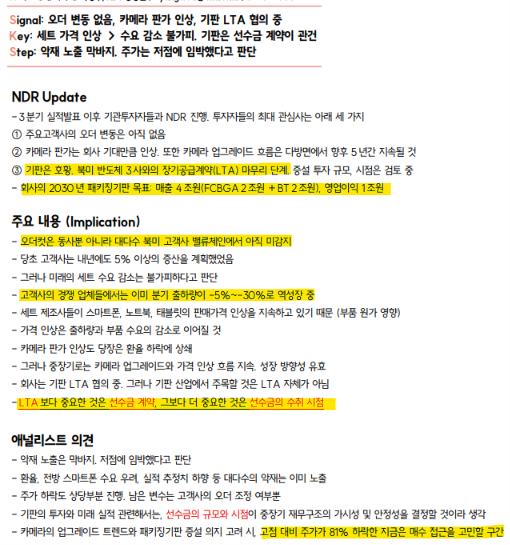 Signal: 오더 변동 없음, 카메라 판가 인상, 기판 LTA 협의 중
Key: 세트 가격 인상 > 수요 감소 불가피. 기판은 선수금 계약이 관건
Step: 악재 노출 막바지. 주가는 저점에 임박했다고 판단
NDR Update
- 3분기 실적발표 이후 기관투자자들과 NDR 진행. 투자자들의 최대 관심사는 아래 세 가지
① 주요고객사의 오더 변동은 아직 없음
② 카메라 판가는 회사 기대만큼 인상. 또한 카메라 업그레이드 흐름은 다방면에서 향후 5년간 지속될 것
③ 기판은 호황. 북미 반도체 3사와의 장기공급계약(LTA) 마무리 단계. 증설 투자 규모, 시점은 검토 중
- 회사의 2030년 패키징기판 목표: 매출 4조원(FCBGA 2조원 + BT 2조원), 영업이익 1조원
주요 내용 (Implication)
- 오더컷은 동사뿐 아니라 대다수 북미 고객사 밸류체인에서 아직 미감지
- 당초 고객사는 내년에도 5% 이상의 증산을 계획했었음
- 그러나 미래의 세트 수요 감소는 불가피하다고 판단
- 고객사의 경쟁 업체들에서는 이미 분기 출하량이 -5%~-30%로 역성장 중
- 세트 제조사들이 스마트폰, 노트북, 태블릿의 판매가격 인상을 지속하고 있기 때문 (부품 원가 영향)
- 가격 인상은 출하량과 부품 수요의 감소로 이어질 것
- 카메라 판가 인상도 당장은 환율 하락에 상쇄
- 그러나 중장기로는 카메라 업그레이드와 가격 인상 흐름 지속. 성장 방향성 유효
- 회사는 기판 LTA 협의 중. 그러나 기판 산업에서 주목할 것은 LTA 자체가 아님
- LTA보다 중요한 것은 선수금 계약, 그보다 더 중요한 것은 선수금의 수취 시점
애널리스트 의견
- 악재 노출은 막바지. 저점에 임박했다고 판단
- 환율, 전방 스마트폰 수요 우려, 실적 추정치 하향 등 대다수의 악재는 이미 노출
- 주가 하락도 상당부분 진행. 남은 변수는 고객사의 오더 조정 여부뿐
- 기판의 투자와 미래 실적 관련해서는, 선수금의 규모와 시점이 중장기 재무구조의 가시성 및 안정성을 결정할 것이라 생각
- 카메라의 업그레이드 트렌드와 패키징기판 증설 의지 고려 시, 고점 대비 주가가 81% 하락한 지금은 매수 접근을 고민할 구간